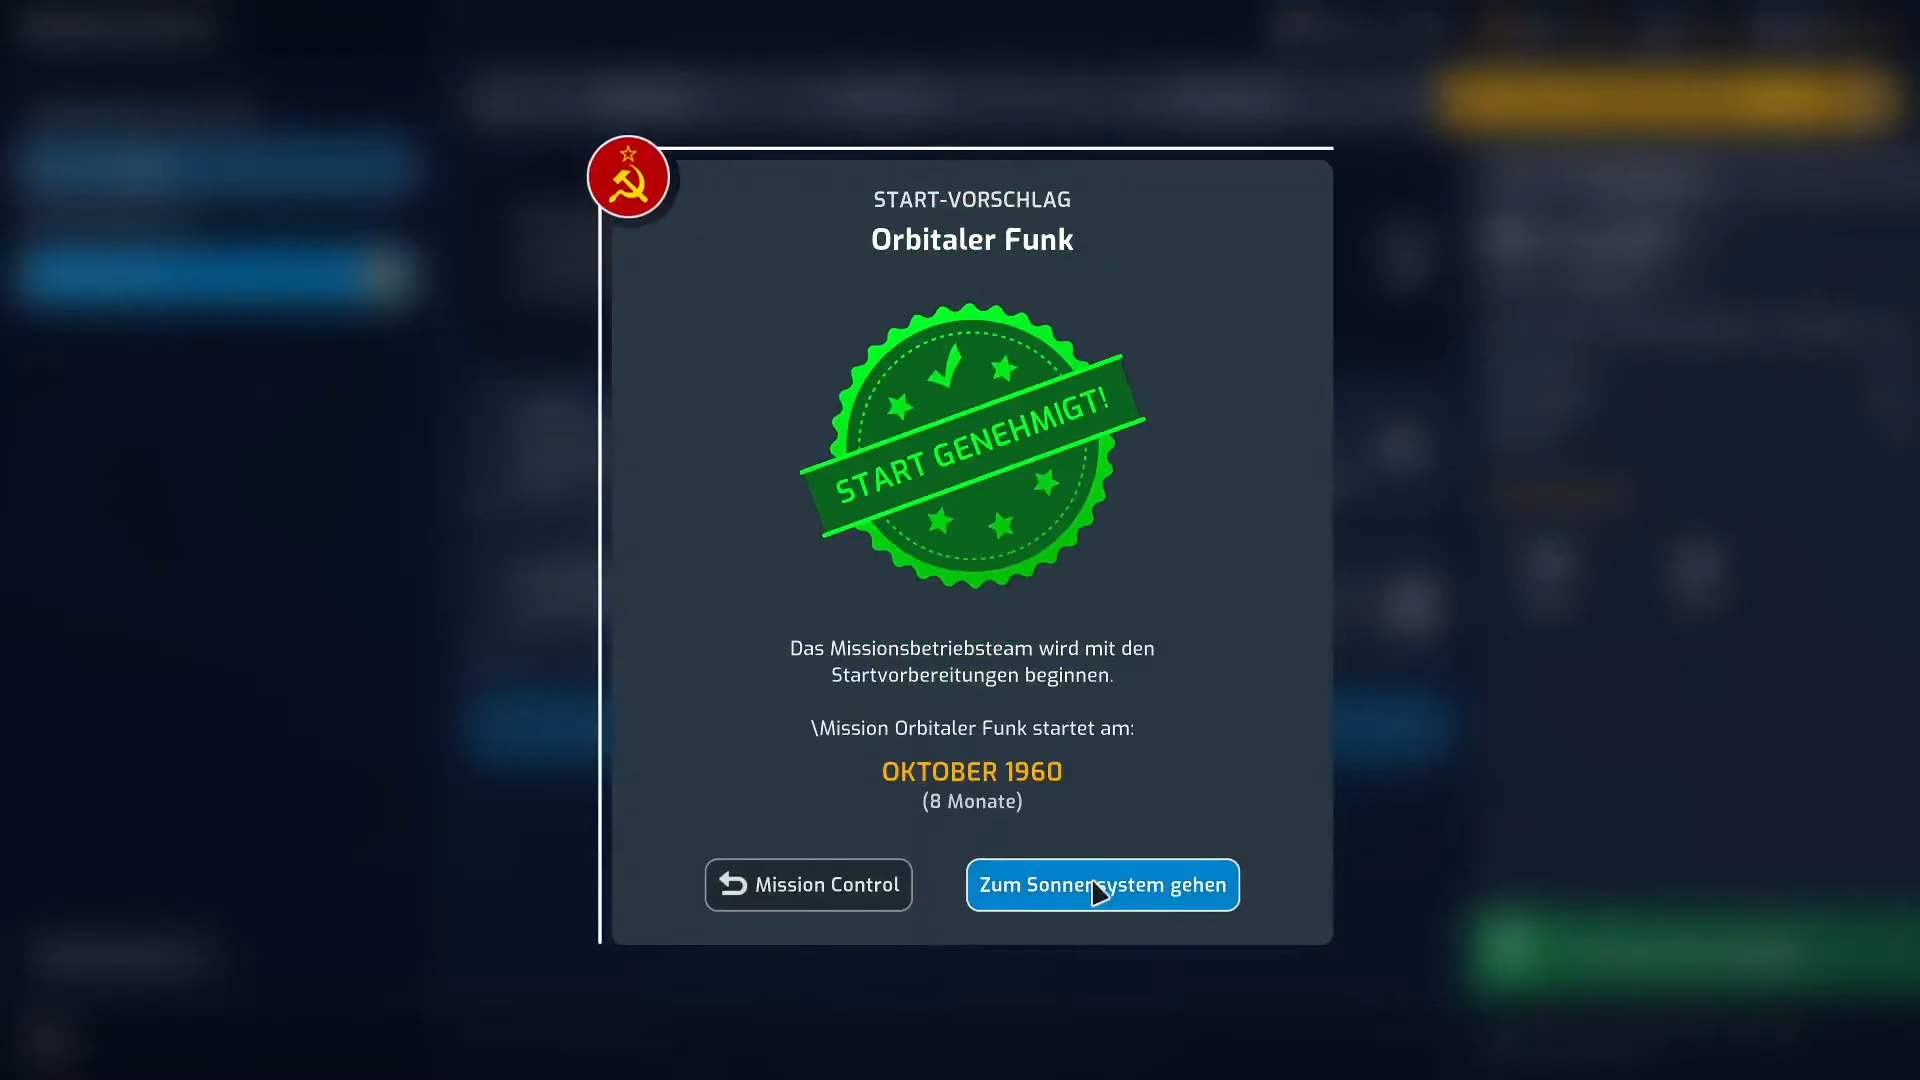 START-VORSCHLAG
Orbitaler Funk
START GENEHMIGT!
Das Missionsbetriebsteam wird mit den
Startvorbereitungen beginnen.
\Mission Orbitaler Funk startet am:
OKTOBER 1960
(8 Monate)
Mission Control
Zum Sonnensystem gehen